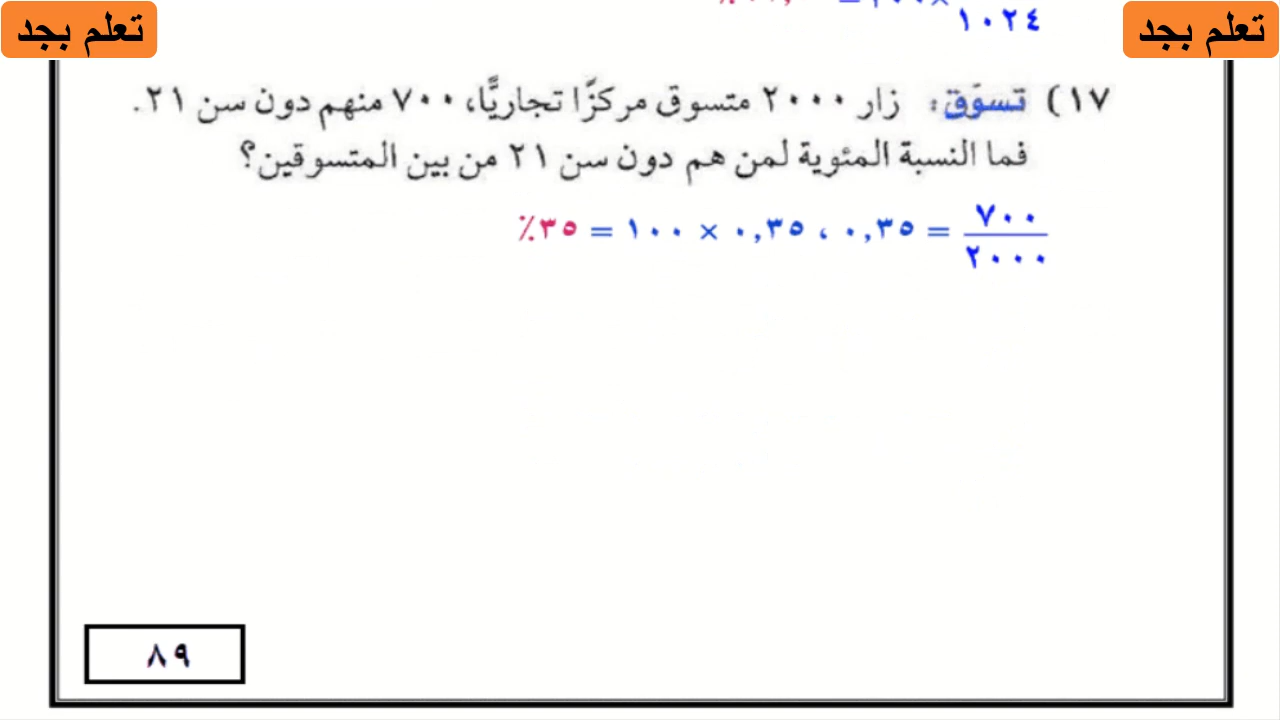 تعلم بجد
تعلم بجد
١٠٢٤
١٧) تسوّق: زار ٢٠٠٠ متسوق مركزًا تجاريًّا، ٧٠٠ منهم دون سن ٢١.
فما النسبة المئوية لمن هم دون سن ٢١ من بين المتسوقين؟
٧٠٠
٢٠٠٠
= ٠,٣٥ ، ٠,٣٥ × ١٠٠ = ٣٥٪
٨٩